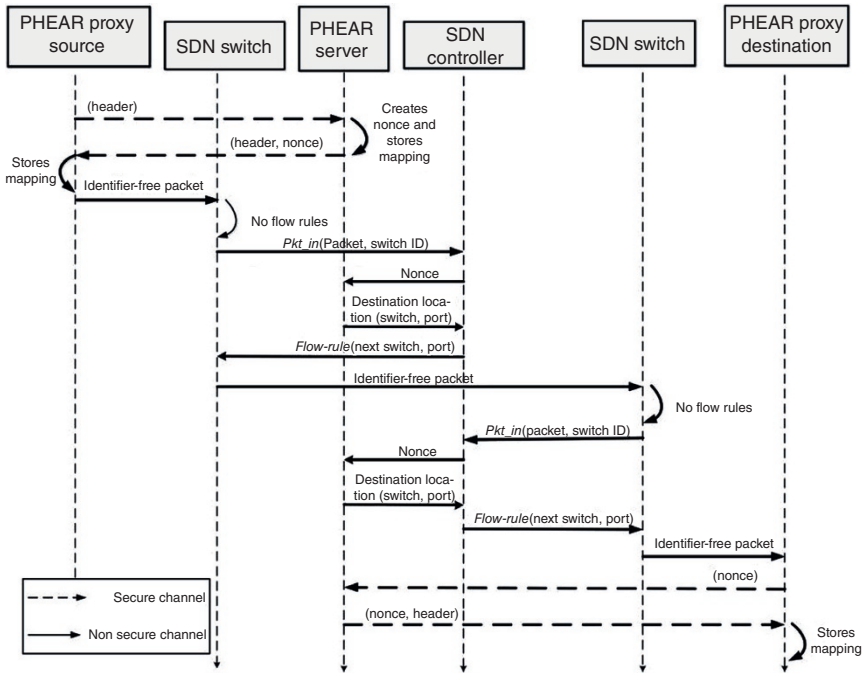 PHEAR proxy
source
SDN switch
PHEAR
server
SDN
controller
SDN switch
PHEAR proxy
destination
(header)
Creates
nonce and
stores
mapping
(header, nonce)
Stores
mapping
Identifier-free packet
No flow rules
Pkt_in(Packet, switch ID)
Nonce
Destination loca-
tion (switch, port)
Flow-rule(next switch, port)
Identifier-free packet
No flow rules
Pkt_in(packet, switch ID)
Nonce
Destination loca-
tion (switch, port)
Flow-rule(next switch, port)
Identifier-free packet
(nonce)
(nonce, header)
Stores
mapping
Secure channel
Non secure channel